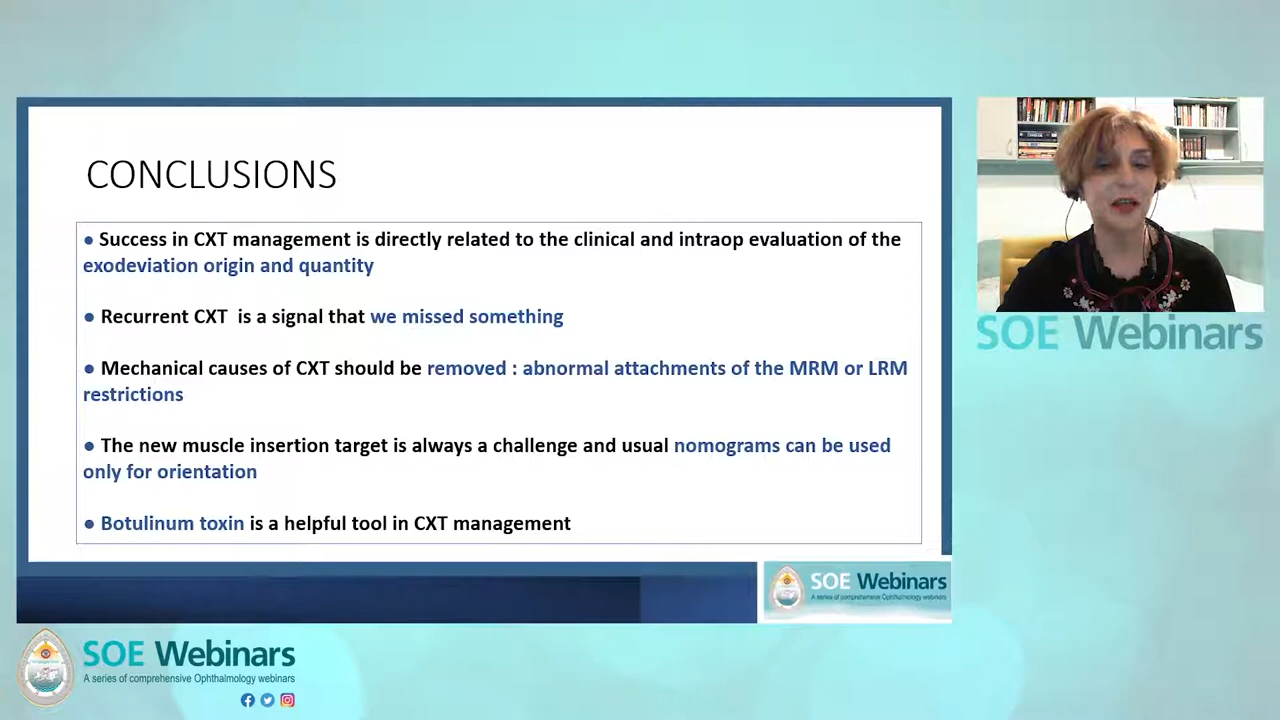 CONCLUSIONS
● Success in CXT management is directly related to the clinical and intraop evaluation of the
exodeviation origin and quantity
● Recurrent CXT is a signal that we missed something
● Mechanical causes of CXT should be removed : abnormal attachments of the MRM or LRM
restrictions
● The new muscle insertion target is always a challenge and usual nomograms can be used
only for orientation
● Botulinum toxin is a helpful tool in CXT management
SOE Webinars
SOE Webinars
A series of comprehensive Ophthalmology webinars
SOE Webinars
A series of comprehensive Ophthalmology webinars